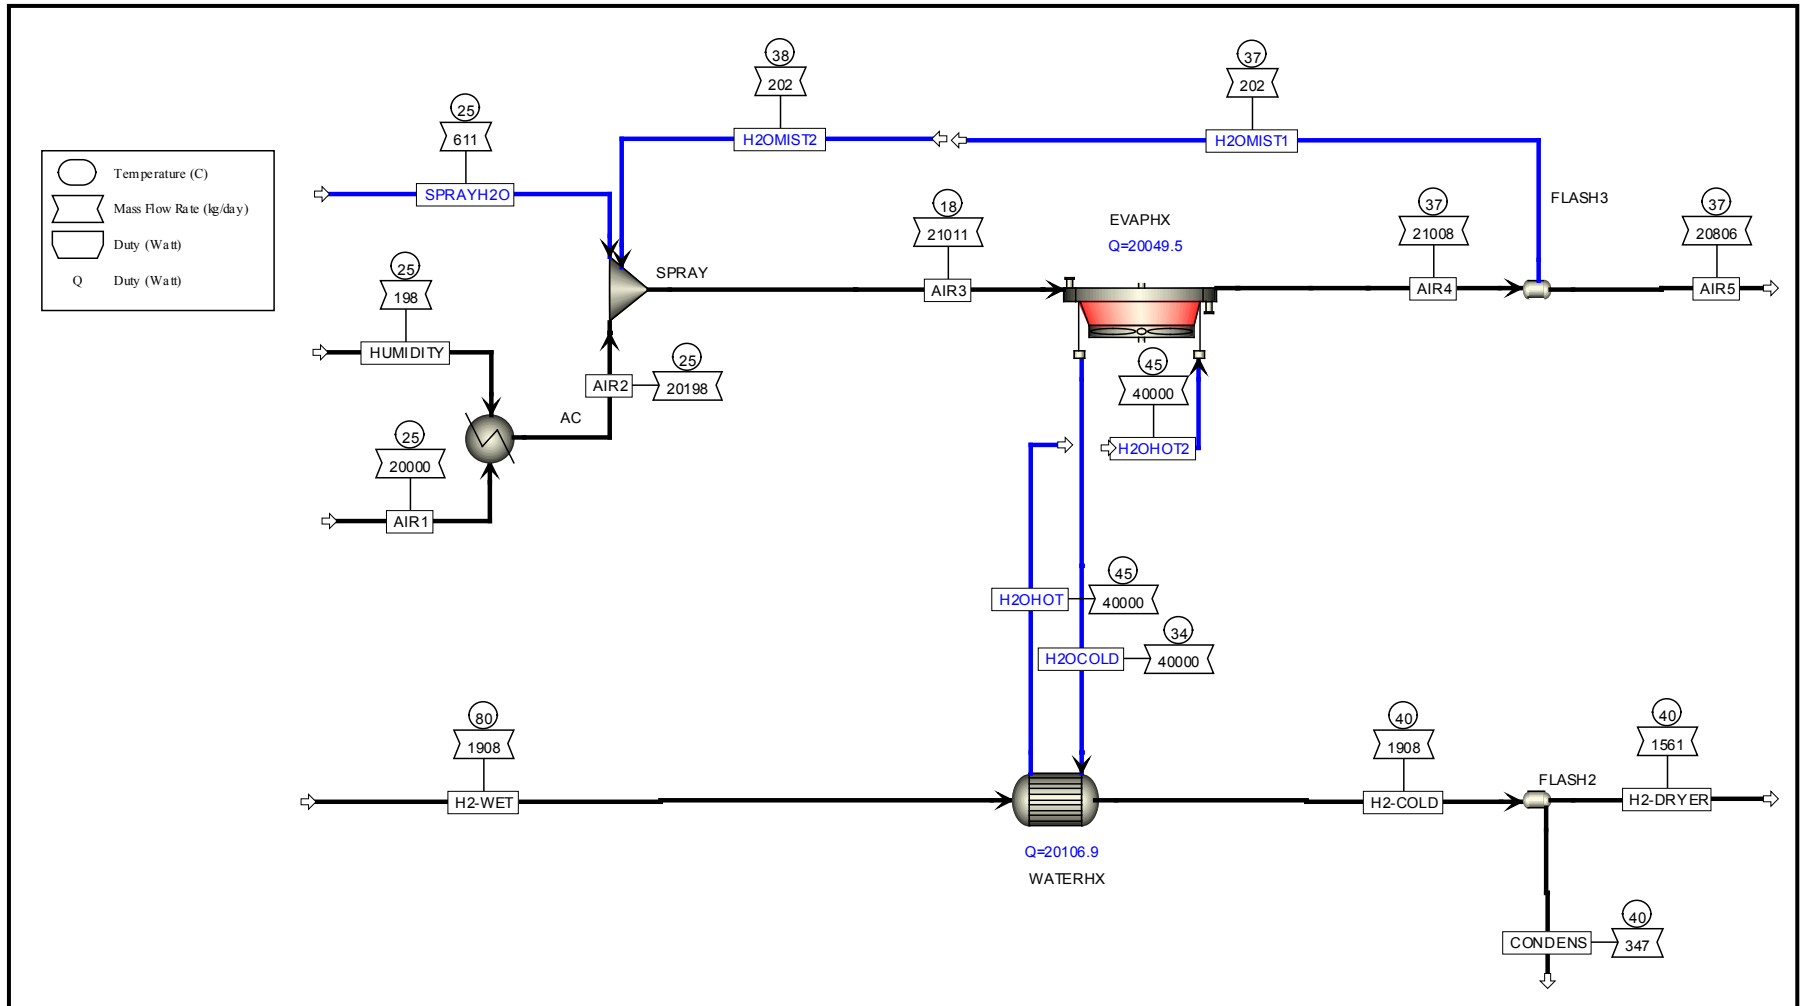 38
202
37
202
25
611
H2OMIST2
H2OMIST1
Temperature (C)
Mass Flow Rate (kg/day)
Duty (Watt)
Q Duty (Watt)
SPRAYH2O
FLASH3
18
21011
EVAPHX
Q=20049.5
37
21008
37
20806
25
198
SPRAY
AIR3
AIR4
AIR5
HUMIDITY
25
20198
AIR2
45
40000
AC
25
20000
H2OHOT2
AIR1
45
40000
H2OHOT
34
40000
H2OCOLD
80
1908
40
1908
40
1561
H2-WET
FLASH2
H2-COLD
H2-DRYER
Q=20106.9
WATERHX
40
347
CONDENS